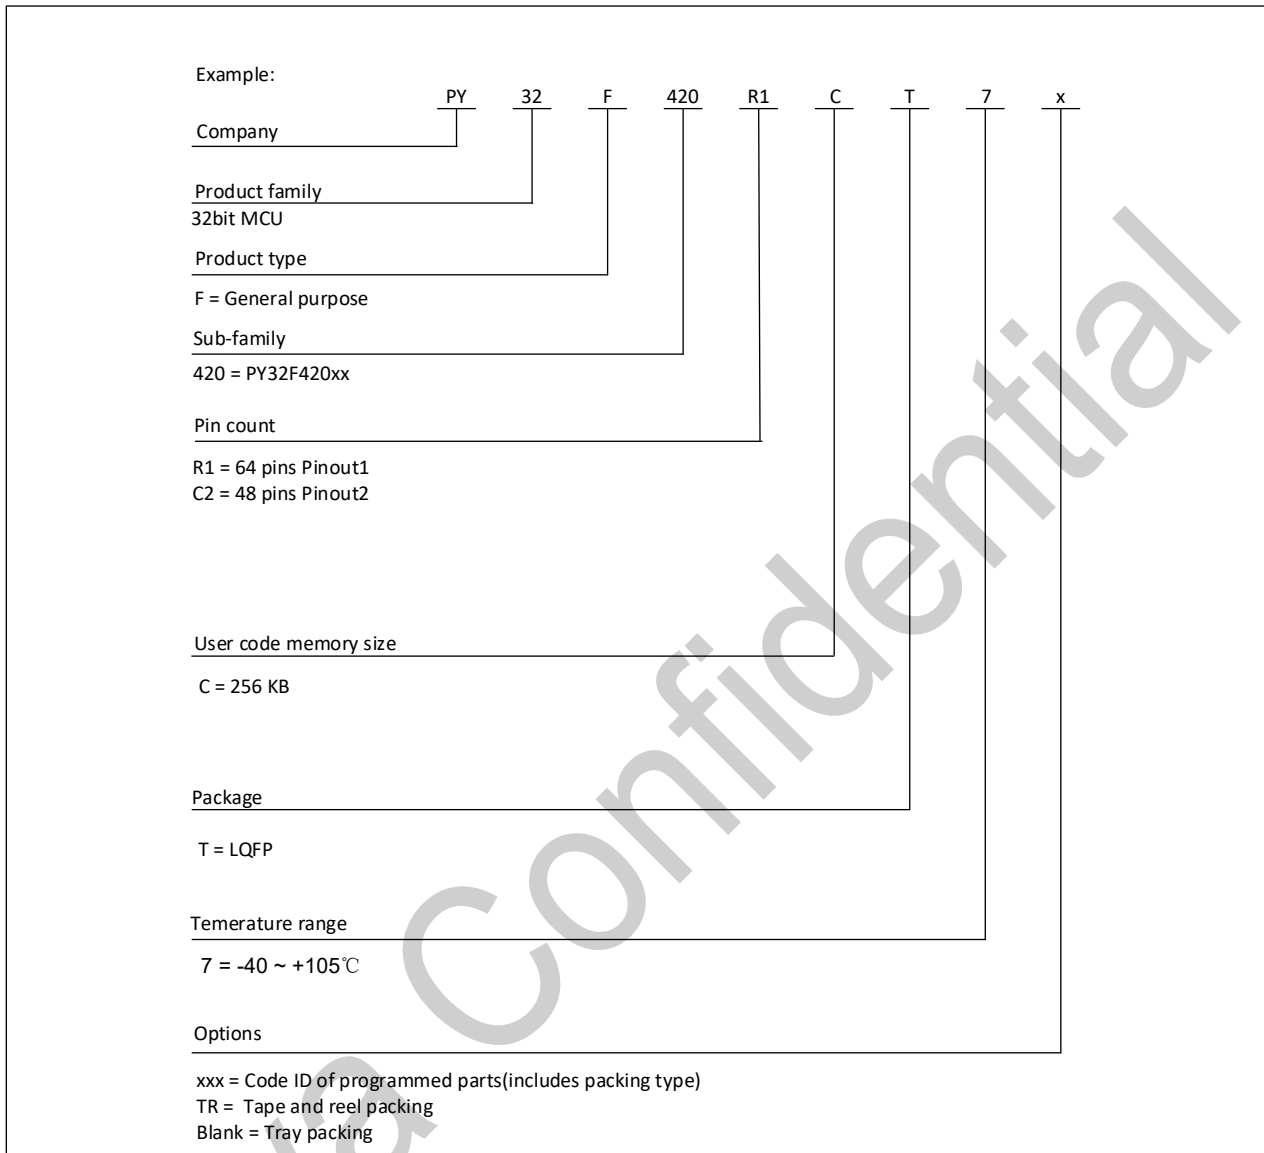 Example:
PY 32 F 420 R1 C T 7 x
Company
Product family
32bit MCU
Product type
F = General purpose
Sub-family
420 = PY32F420xx
Pin count
R1 = 64 pins Pinout1
C2 = 48 pins Pinout2
User code memory size
C = 256 KB
Package
T = LQFP
Temerature range
7 = -40 ~ +105℃
Options
xxx = Code ID of programmed parts(includes packing type)
TR = Tape and reel packing
Blank = Tray packing
ya Confidential